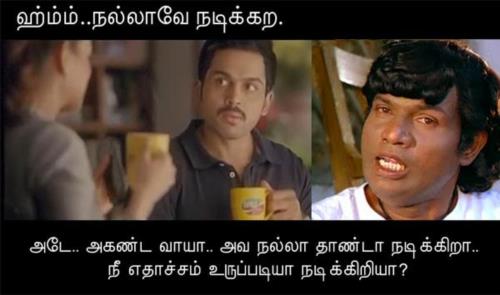 ஹ்ம்ம்..நல்லாவே நடிக்கற.
அடே.. அகண்ட வாயா.. அவ நல்லா தாண்டா நடிக்கிறா..
நீ எதாச்சம் உருப்படியா நடிக்கிறியா?